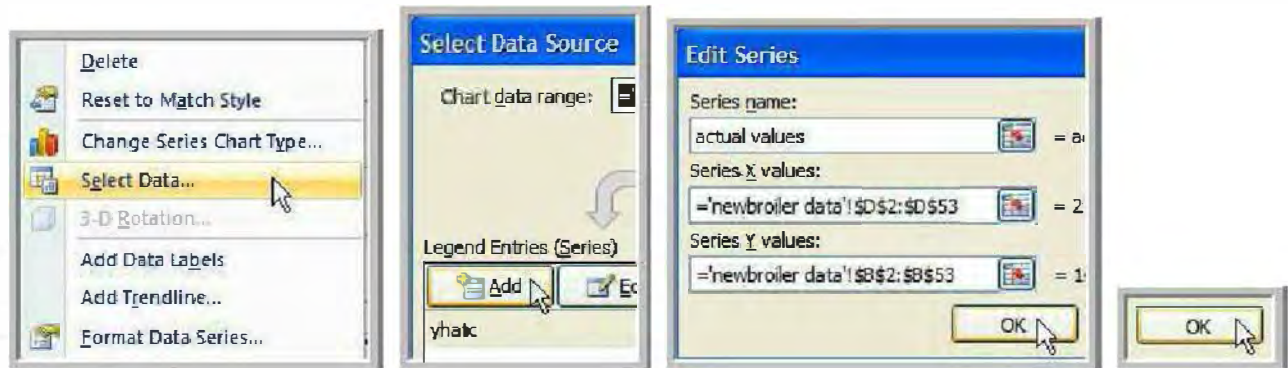 Delete
Reset to Match Style
Change Series Chart Type...
Select Data...
3-D Rotation...
Add Data Labels
Add Trendline...
Format Data Series...
Select Data Source
Chart data range:
Legend Entries (Series)
Add
yhatc
Edit Series
Series name:
actual values
Series X values:
='newbroiler data'!$D$2:$D$53
= 2
Series Y values:
='newbroiler data'!$B$2:$B$53
OK
OK